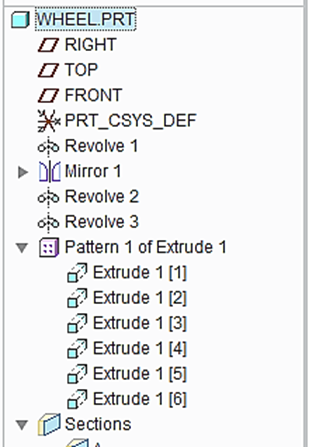 WHEEL.PRT
RIGHT
TOP
FRONT
PRT_CSYS_DEF
Revolve 1
Mirror 1
Revolve 2
Revolve 3
Pattern 1 of Extrude 1
Extrude 1 [1]
Extrude 1 [2]
Extrude 1 [3]
Extrude 1 [4]
Extrude 1 [5]
Extrude 1 [6]
Sections